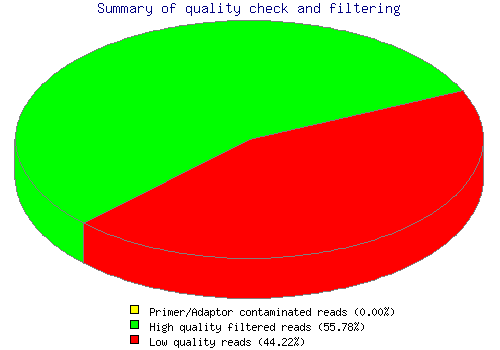 Summary of quality check and filtering
Primer/Adaptor contaminated reads (0.00%)
High quality filtered reads (55.78%)
Low quality reads (44.22%)